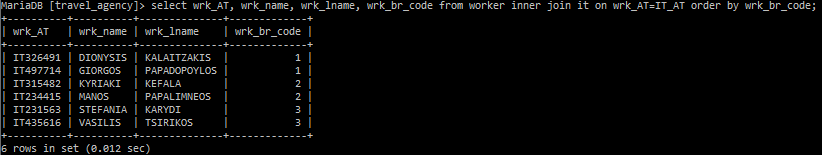 MariaDB [travel_agency]> select wrk_AT, wrk_name, wrk_lname, wrk_br_code from worker inner join it on wrk_AT=IT_AT order by wrk_br_code;
+----------+----------+--------------+-------------+
| wrk_AT   | wrk_name | wrk_lname    | wrk_br_code |
+----------+----------+--------------+-------------+
| IT326491 | DIONYSIS | KALAITZAKIS  |           1 |
| IT497714 | GIORGOS  | PAPADOPOYLOS |           1 |
| IT315482 | KYRIAKI  | KEFALA       |           2 |
| IT234415 | MANOS    | PAPALIMNEOS  |           2 |
| IT231563 | STEFANIA | KARYDI       |           3 |
| IT435616 | VASILIS  | TSIRIKOS     |           3 |
+----------+----------+--------------+-------------+
6 rows in set (0.012 sec)